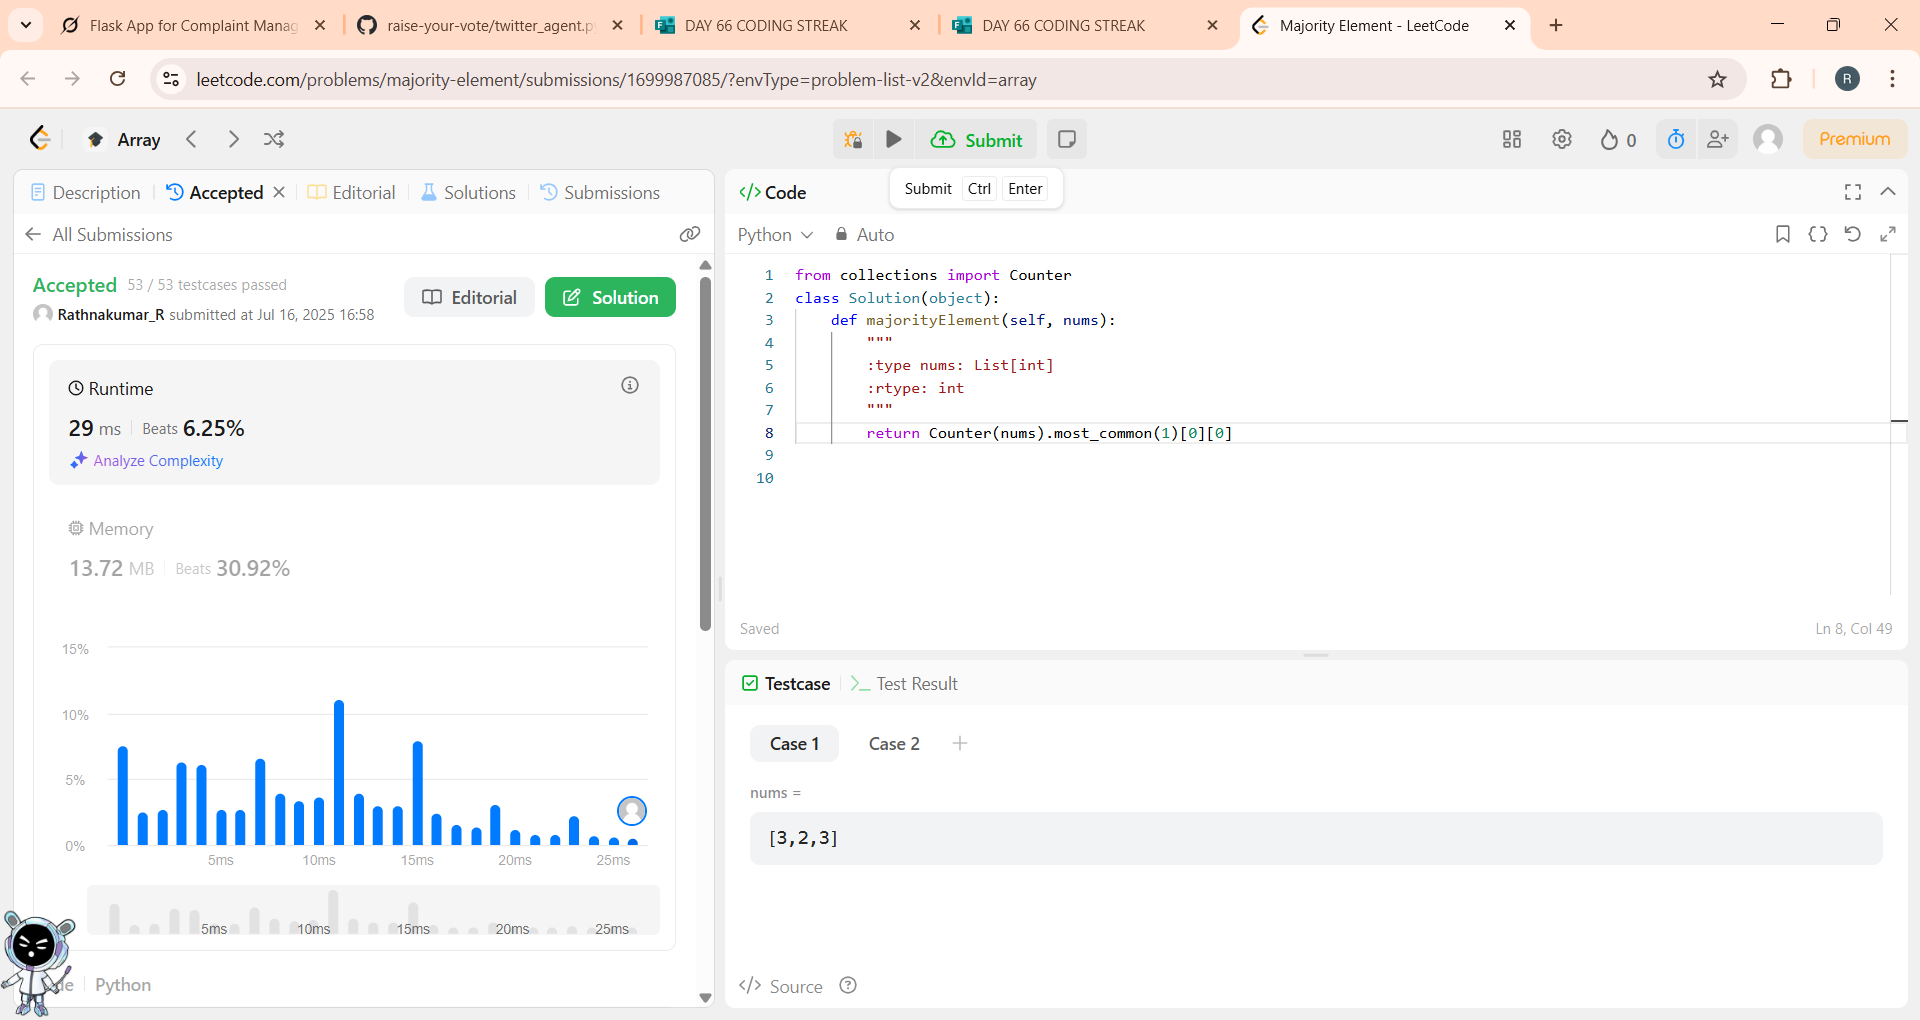 Flask App for Complaint Manag
raise-your-vote/twitter_agent.py
DAY 66 CODING STREAK
DAY 66 CODING STREAK
Majority Element - LeetCode
leetcode.com/problems/majority-element/submissions/1699987085/?envType=problem-list-v2&envId=array
R
Array
Submit
0
Premium
Submit Ctrl Enter
Description
Accepted
Editorial
Solutions
Submissions
All Submissions
Accepted 53 / 53 testcases passed
Rathnakumar_R submitted at Jul 16, 2025 16:58
Editorial
Solution
Runtime
29 ms Beats 6.25%
Analyze Complexity
Memory
13.72 MB Beats 30.92%
15%
10%
5%
0%
5ms 10ms 15ms 20ms 25ms
5ms 10ms 15ms 20ms 25ms
de Python
</> Code
Python Auto
1 from collections import Counter
2 class Solution(object):
3 def majorityElement(self, nums):
4 """
5 :type nums: List[int]
6 :rtype: int
7 """
8 return Counter(nums).most_common(1)[0][0]
9
10
Saved
Ln 8, Col 49
Testcase
Test Result
Case 1
Case 2
nums =
[3,2,3]
</> Source